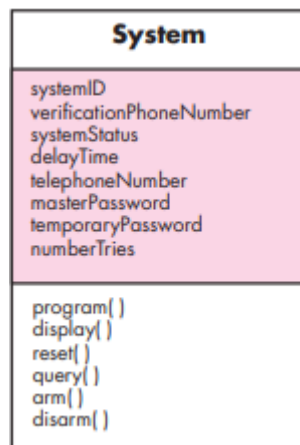 System
systemID
verificationPhoneNumber
systemStatus
delayTime
telephoneNumber
masterPassword
temporaryPassword
numberTries
program( )
display( )
reset( )
query( )
arm( )
disarm( )